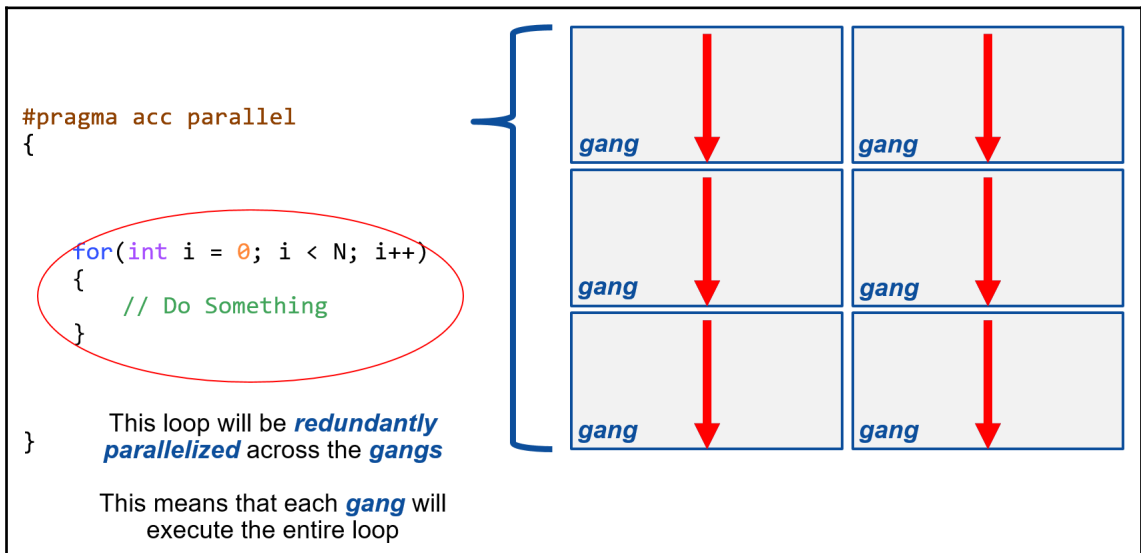 #pragma acc parallel
{
for(int i = 0; i < N; i++)
{
// Do Something
}
}
This loop will be redundantly
parallelized across the gangs
This means that each gang will
execute the entire loop
gang
gang
gang
gang
gang
gang